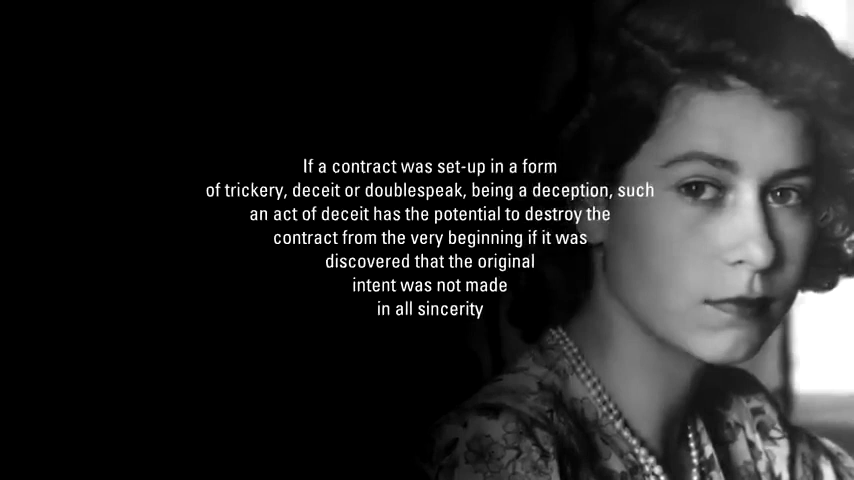 If a contract was set-up in a form
of trickery, deceit or doublespeak, being a deception, such
an act of deceit has the potential to destroy the
contract from the very beginning if it was
discovered that the original
intent was not made
in all sincerity